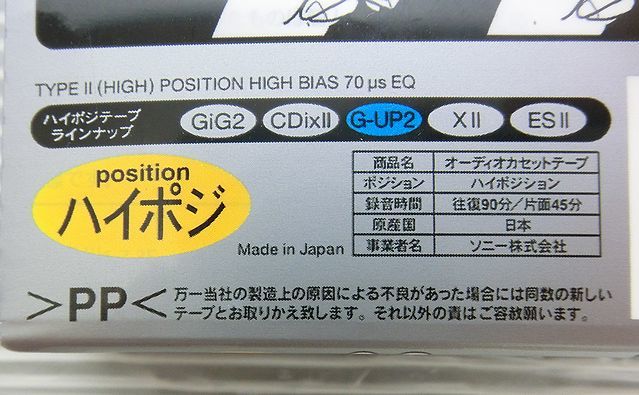 TYPE II (HIGH) POSITION HIGH BIAS 70 μs EQ
ハイポジテープ
ラインナップ
GiG2 CDixII G-UP2 XII ESII
position
ハイポジ
Made in Japan
商品名 オーディオカセットテープ
ポジション ハイポジション
録音時間 往復90分/片面45分
原産国 日本
事業者名 ソニー株式会社
>PP<
万一当社の製造上の原因による不良があった場合には同数の新しい
テープとお取りかえ致します。それ以外の責はご容赦願います。